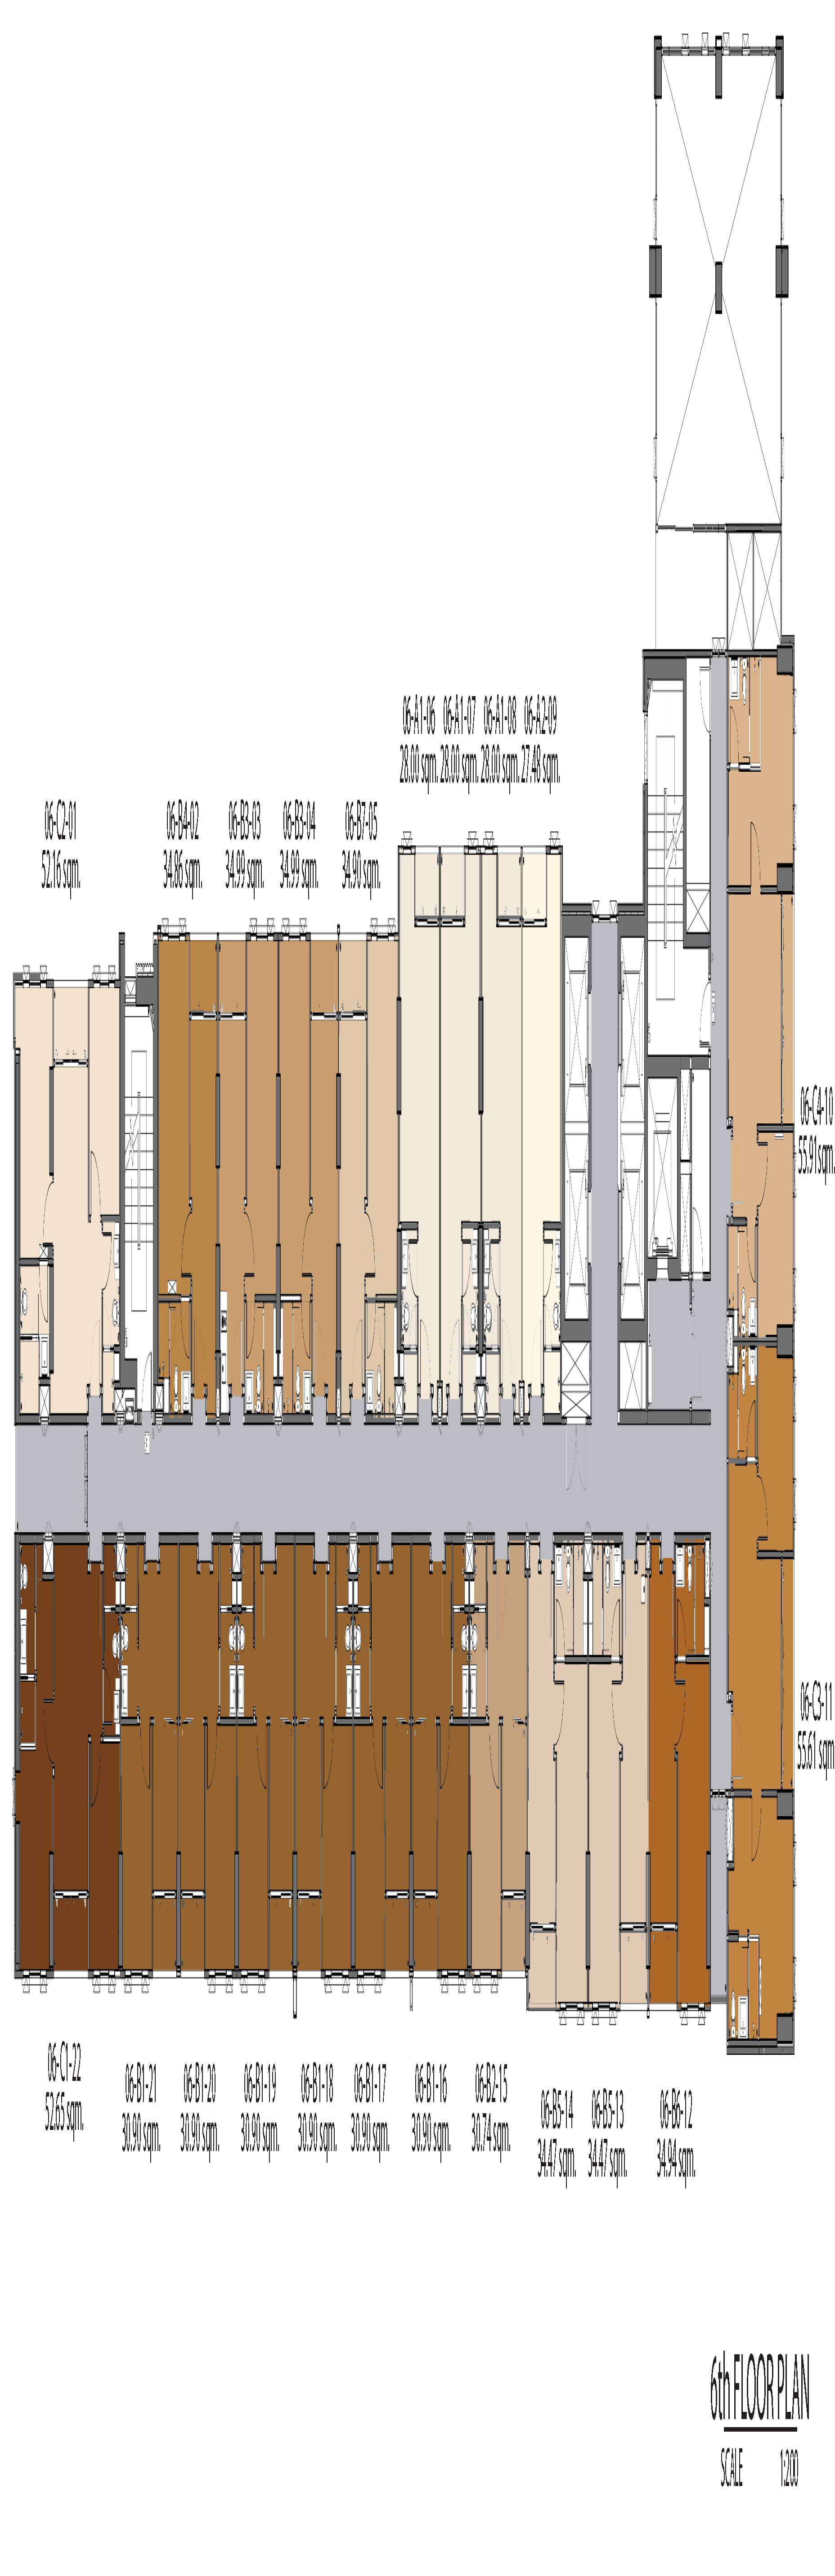 06-A1-06 06-A1-07 06-A1-08 06-A2-09
28.00 sqm. 28.00 sqm. 28.00 sqm. 27.48 sqm.
06-C2-01 06-B4-02 06-B3-03 06-B3-04 06-B7-05
52.16 sqm. 34.86 sqm. 34.99 sqm. 34.99 sqm. 34.90 sqm.
06-C4-10
55.91 sqm.
06-C3-11
55.61 sqm
06-C1-22
52.65 sqm.
06-B1-21 06-B1-20 06-B1-19 06-B1-18 06-B1-17 06-B1-16 06-B2-15
30.90 sqm. 30.90 sqm. 30.90 sqm. 30.90 sqm. 30.90 sqm. 30.90 sqm. 30.74 sqm.
06-B5-14 06-B5-13 06-B6-12
34.47 sqm. 34.47 sqm. 34.94 sqm.
6th FLOOR PLAN
SCALE 1:200